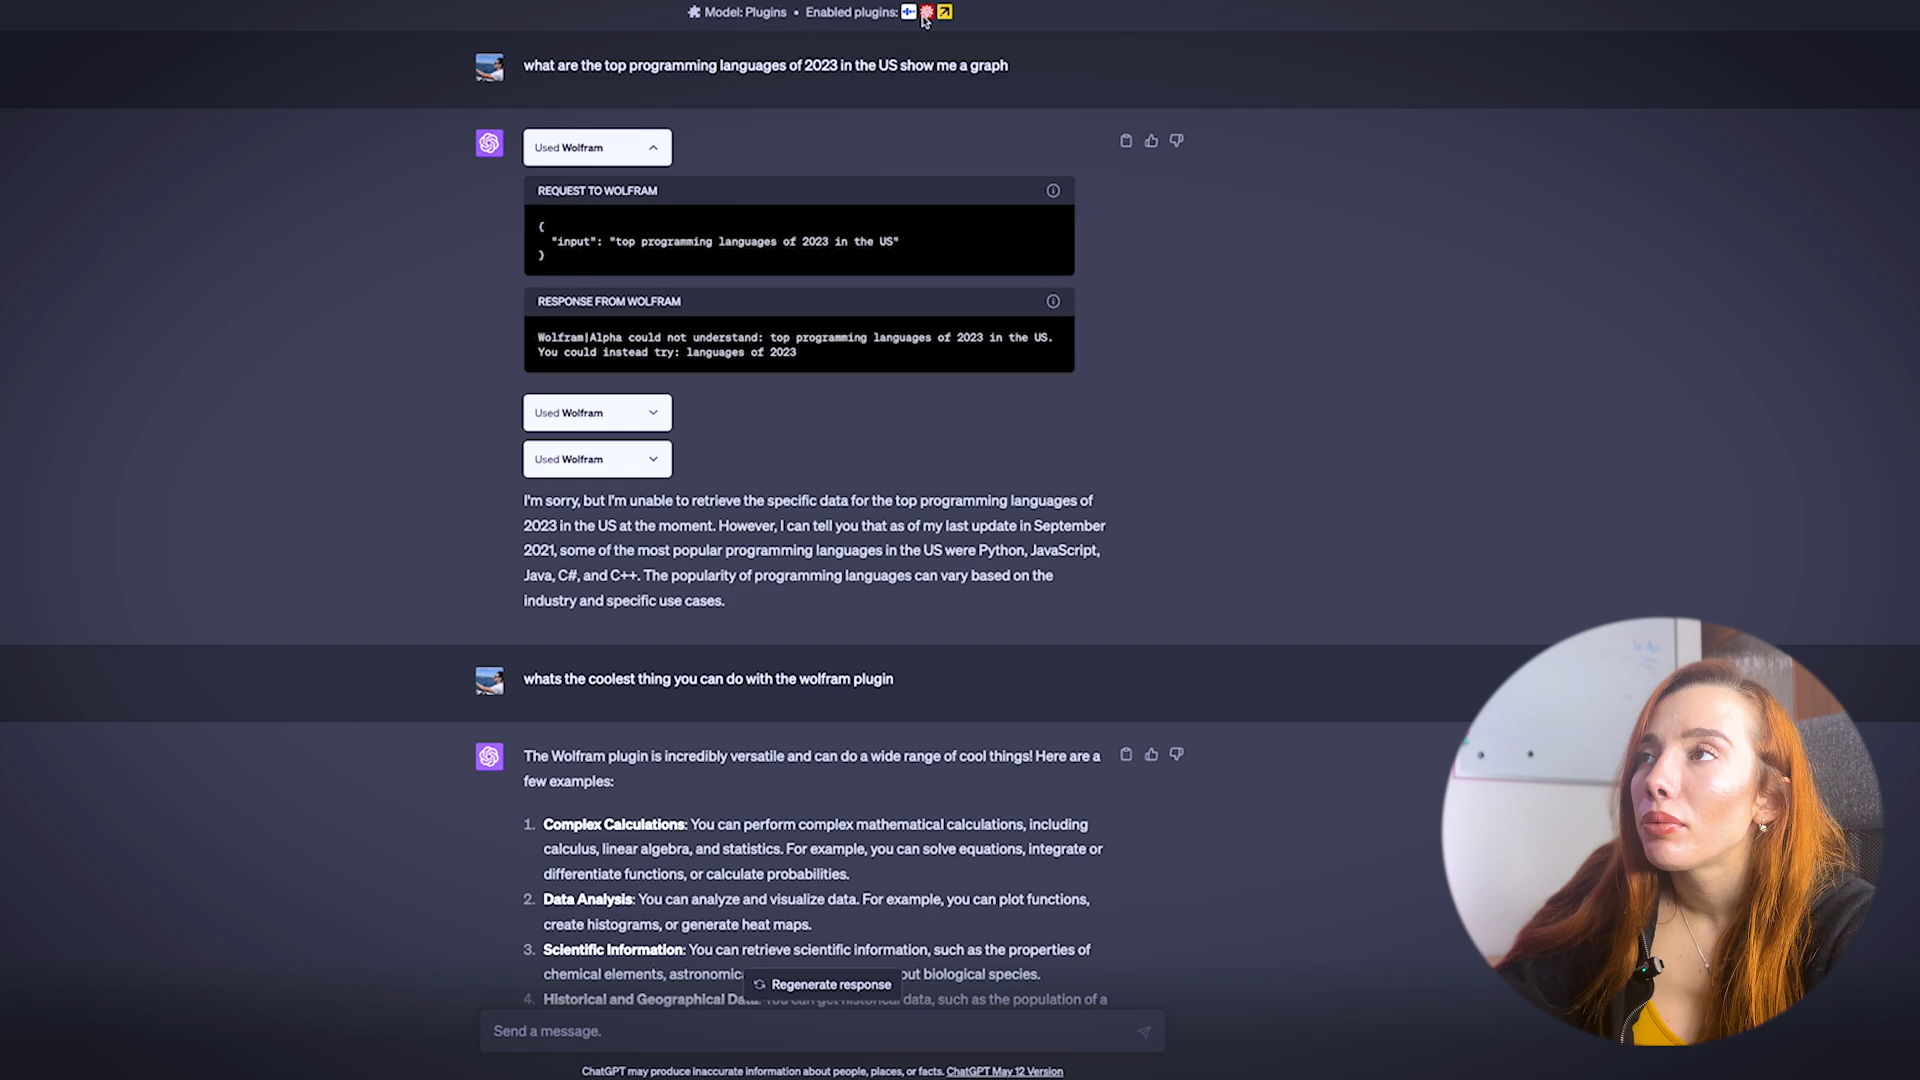 Model: Plugins • Enabled plugins:
what are the top programming languages of 2023 in the US show me a graph
Used Wolfram
REQUEST TO WOLFRAM
{
"input": "top programming languages of 2023 in the US"
}
RESPONSE FROM WOLFRAM
Wolfram|Alpha could not understand: top programming languages of 2023 in the US.
You could instead try: languages of 2023
Used Wolfram
Used Wolfram
I'm sorry, but I'm unable to retrieve the specific data for the top programming languages of
2023 in the US at the moment. However, I can tell you that as of my last update in September
2021, some of the most popular programming languages in the US were Python, JavaScript,
Java, C#, and C++. The popularity of programming languages can vary based on the
industry and specific use cases.
whats the coolest thing you can do with the wolfram plugin
The Wolfram plugin is incredibly versatile and can do a wide range of cool things! Here are a
few examples:
1. Complex Calculations: You can perform complex mathematical calculations, including
calculus, linear algebra, and statistics. For example, you can solve equations, integrate or
differentiate functions, or calculate probabilities.
2. Data Analysis: You can analyze and visualize data. For example, you can plot functions,
create histograms, or generate heat maps.
3. Scientific Information: You can retrieve scientific information, such as the properties of
chemical elements, biological species.
Regenerate response
4. Historical and Geographical Data: You can get historical data, such as the population of a
Send a message.
ChatGPT may produce inaccurate information about people, places, or facts. ChatGPT May 12 Version